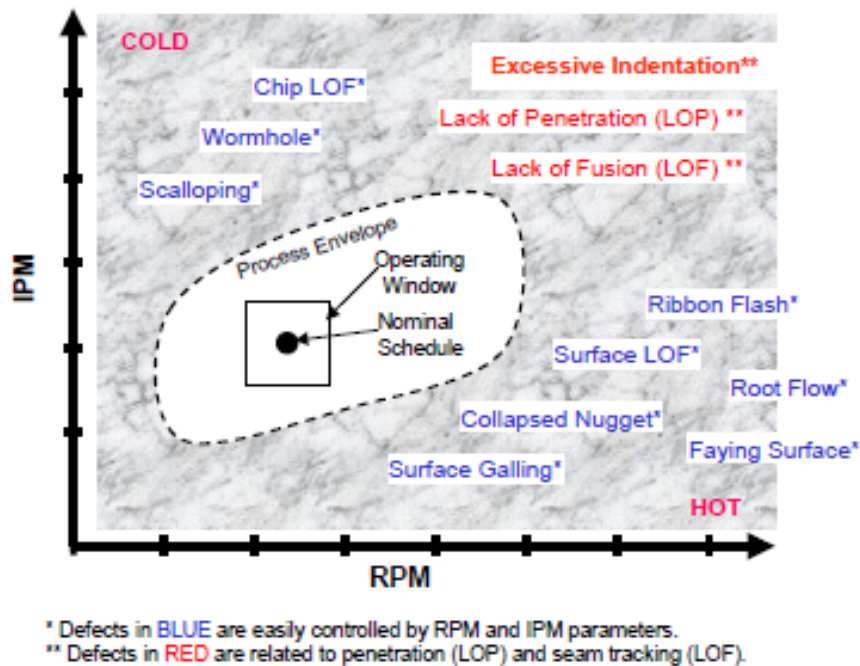 COLD
Excessive Indentation**
Chip LOF*
Lack of Penetration (LOP) **
Wormhole*
Lack of Fusion (LOF) **
Scalloping*
Process Envelope
Operating
Window
Nominal
Schedule
Ribbon Flash*
Surface LOF*
Root Flow*
Collapsed Nugget*
Faying Surface*
Surface Galling*
HOT
IPM
RPM
* Defects in BLUE are easily controlled by RPM and IPM parameters.
** Defects in RED are related to penetration (LOP) and seam tracking (LOF).